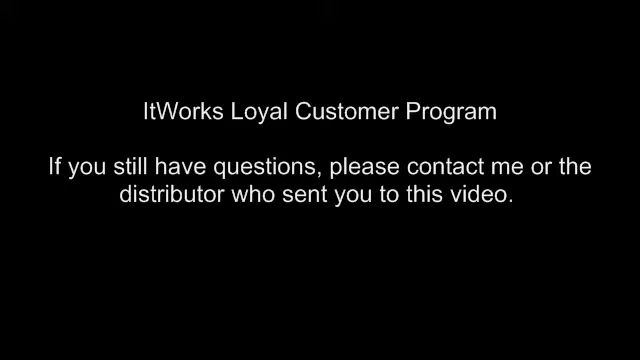 ItWorks Loyal Customer Program
If you still have questions, please contact me or the
distributor who sent you to this video.